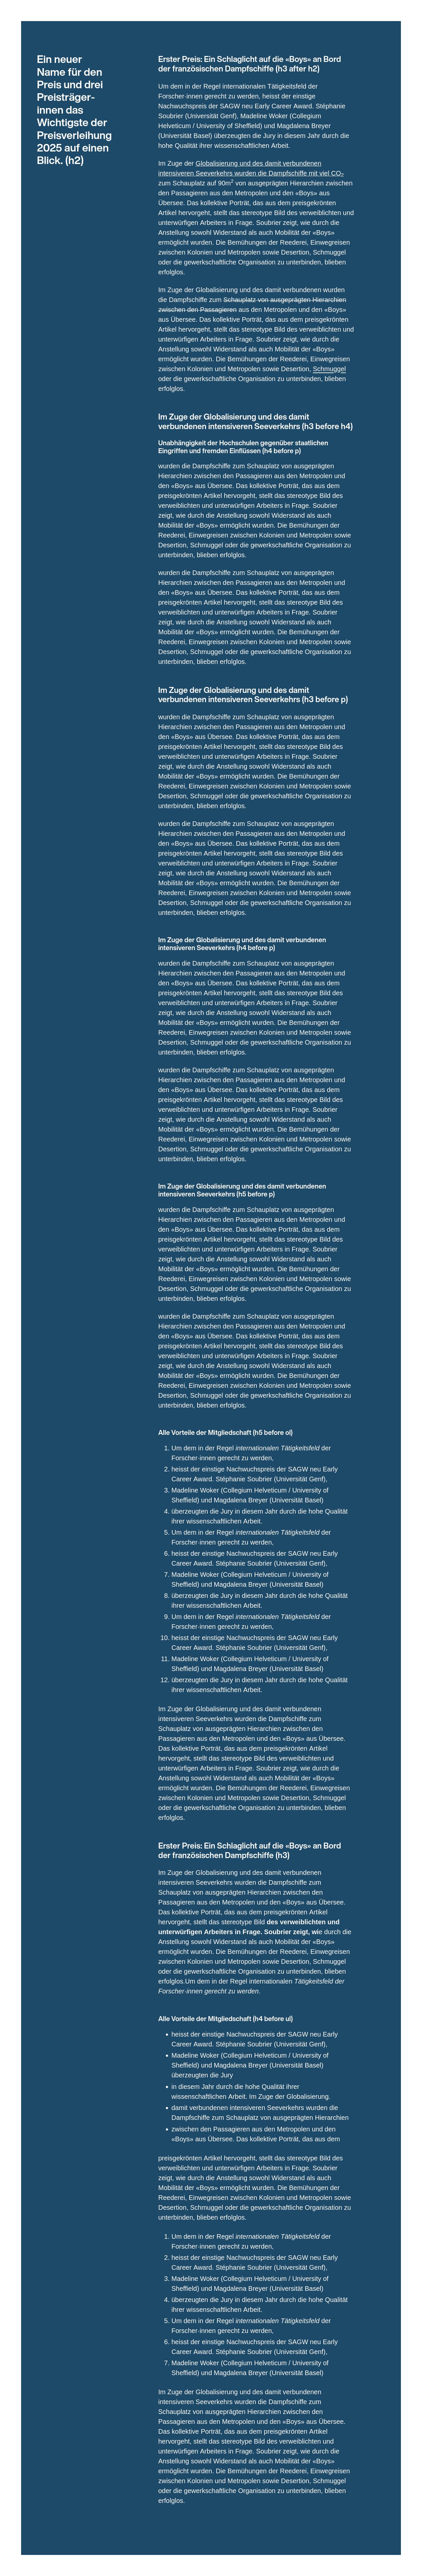 Ein neuer
Name für den
Preis und drei
Preisträger-
innen das
Wichtigste der
Preisverleihung
2025 auf einen
Blick. (h2)
Erster Preis: Ein Schlaglicht auf die «Boys» an Bord
der französischen Dampfschiffe (h3 after h2)
Um dem in der Regel internationalen Tätigkeitsfeld der
Forscher·innen gerecht zu werden, heisst der einstige
Nachwuchspreis der SAGW neu Early Career Award. Stéphanie
Soubrier (Universität Genf), Madeline Woker (Collegium
Helveticum / University of Sheffield) und Magdalena Breyer
(Universität Basel) überzeugten die Jury in diesem Jahr durch die
hohe Qualität ihrer wissenschaftlichen Arbeit.
Im Zuge der Globalisierung und des damit verbundenen
intensiveren Seeverkehrs wurden die Dampfschiffe mit viel CO₂
zum Schauplatz auf 90m² von ausgeprägten Hierarchien zwischen
den Passagieren aus den Metropolen und den «Boys» aus
Übersee. Das kollektive Porträt, das aus dem preisgekrönten
Artikel hervorgeht, stellt das stereotype Bild des verweiblichten und
unterwürfigen Arbeiters in Frage. Soubrier zeigt, wie durch die
Anstellung sowohl Widerstand als auch Mobilität der «Boys»
ermöglicht wurden. Die Bemühungen der Reederei, Einwegreisen
zwischen Kolonien und Metropolen sowie Desertion, Schmuggel
oder die gewerkschaftliche Organisation zu unterbinden, blieben
erfolglos.
Im Zuge der Globalisierung und des damit verbundenen wurden
die Dampfschiffe zum Schauplatz von ausgeprägten Hierarchien
zwischen den Passagieren aus den Metropolen und den «Boys»
aus Übersee. Das kollektive Porträt, das aus dem preisgekrönten
Artikel hervorgeht, stellt das stereotype Bild des verweiblichten und
unterwürfigen Arbeiters in Frage. Soubrier zeigt, wie durch die
Anstellung sowohl Widerstand als auch Mobilität der «Boys»
ermöglicht wurden. Die Bemühungen der Reederei, Einwegreisen
zwischen Kolonien und Metropolen sowie Desertion, Schmuggel
oder die gewerkschaftliche Organisation zu unterbinden, blieben
erfolglos.
Im Zuge der Globalisierung und des damit
verbundenen intensiveren Seeverkehrs (h3 before h4)
Unabhängigkeit der Hochschulen gegenüber staatlichen
Eingriffen und fremden Einflüssen (h4 before p)
wurden die Dampfschiffe zum Schauplatz von ausgeprägten
Hierarchien zwischen den Passagieren aus den Metropolen und
den «Boys» aus Übersee. Das kollektive Porträt, das aus dem
preisgekrönten Artikel hervorgeht, stellt das stereotype Bild des
verweiblichten und unterwürfigen Arbeiters in Frage. Soubrier
zeigt, wie durch die Anstellung sowohl Widerstand als auch
Mobilität der «Boys» ermöglicht wurden. Die Bemühungen der
Reederei, Einwegreisen zwischen Kolonien und Metropolen sowie
Desertion, Schmuggel oder die gewerkschaftliche Organisation zu
unterbinden, blieben erfolglos.
wurden die Dampfschiffe zum Schauplatz von ausgeprägten
Hierarchien zwischen den Passagieren aus den Metropolen und
den «Boys» aus Übersee. Das kollektive Porträt, das aus dem
preisgekrönten Artikel hervorgeht, stellt das stereotype Bild des
verweiblichten und unterwürfigen Arbeiters in Frage. Soubrier
zeigt, wie durch die Anstellung sowohl Widerstand als auch
Mobilität der «Boys» ermöglicht wurden. Die Bemühungen der
Reederei, Einwegreisen zwischen Kolonien und Metropolen sowie
Desertion, Schmuggel oder die gewerkschaftliche Organisation zu
unterbinden, blieben erfolglos.
Im Zuge der Globalisierung und des damit
verbundenen intensiveren Seeverkehrs (h3 before p)
wurden die Dampfschiffe zum Schauplatz von ausgeprägten
Hierarchien zwischen den Passagieren aus den Metropolen und
den «Boys» aus Übersee. Das kollektive Porträt, das aus dem
preisgekrönten Artikel hervorgeht, stellt das stereotype Bild des
verweiblichten und unterwürfigen Arbeiters in Frage. Soubrier
zeigt, wie durch die Anstellung sowohl Widerstand als auch
Mobilität der «Boys» ermöglicht wurden. Die Bemühungen der
Reederei, Einwegreisen zwischen Kolonien und Metropolen sowie
Desertion, Schmuggel oder die gewerkschaftliche Organisation zu
unterbinden, blieben erfolglos.
wurden die Dampfschiffe zum Schauplatz von ausgeprägten
Hierarchien zwischen den Passagieren aus den Metropolen und
den «Boys» aus Übersee. Das kollektive Porträt, das aus dem
preisgekrönten Artikel hervorgeht, stellt das stereotype Bild des
verweiblichten und unterwürfigen Arbeiters in Frage. Soubrier
zeigt, wie durch die Anstellung sowohl Widerstand als auch
Mobilität der «Boys» ermöglicht wurden. Die Bemühungen der
Reederei, Einwegreisen zwischen Kolonien und Metropolen sowie
Desertion, Schmuggel oder die gewerkschaftliche Organisation zu
unterbinden, blieben erfolglos.
Im Zuge der Globalisierung und des damit verbundenen
intensiveren Seeverkehrs (h4 before p)
wurden die Dampfschiffe zum Schauplatz von ausgeprägten
Hierarchien zwischen den Passagieren aus den Metropolen und
den «Boys» aus Übersee. Das kollektive Porträt, das aus dem
preisgekrönten Artikel hervorgeht, stellt das stereotype Bild des
verweiblichten und unterwürfigen Arbeiters in Frage. Soubrier
zeigt, wie durch die Anstellung sowohl Widerstand als auch
Mobilität der «Boys» ermöglicht wurden. Die Bemühungen der
Reederei, Einwegreisen zwischen Kolonien und Metropolen sowie
Desertion, Schmuggel oder die gewerkschaftliche Organisation zu
unterbinden, blieben erfolglos.
wurden die Dampfschiffe zum Schauplatz von ausgeprägten
Hierarchien zwischen den Passagieren aus den Metropolen und
den «Boys» aus Übersee. Das kollektive Porträt, das aus dem
preisgekrönten Artikel hervorgeht, stellt das stereotype Bild des
verweiblichten und unterwürfigen Arbeiters in Frage. Soubrier
zeigt, wie durch die Anstellung sowohl Widerstand als auch
Mobilität der «Boys» ermöglicht wurden. Die Bemühungen der
Reederei, Einwegreisen zwischen Kolonien und Metropolen sowie
Desertion, Schmuggel oder die gewerkschaftliche Organisation zu
unterbinden, blieben erfolglos.
Im Zuge der Globalisierung und des damit verbundenen
intensiveren Seeverkehrs (h5 before p)
wurden die Dampfschiffe zum Schauplatz von ausgeprägten
Hierarchien zwischen den Passagieren aus den Metropolen und
den «Boys» aus Übersee. Das kollektive Porträt, das aus dem
preisgekrönten Artikel hervorgeht, stellt das stereotype Bild des
verweiblichten und unterwürfigen Arbeiters in Frage. Soubrier
zeigt, wie durch die Anstellung sowohl Widerstand als auch
Mobilität der «Boys» ermöglicht wurden. Die Bemühungen der
Reederei, Einwegreisen zwischen Kolonien und Metropolen sowie
Desertion, Schmuggel oder die gewerkschaftliche Organisation zu
unterbinden, blieben erfolglos.
wurden die Dampfschiffe zum Schauplatz von ausgeprägten
Hierarchien zwischen den Passagieren aus den Metropolen und
den «Boys» aus Übersee. Das kollektive Porträt, das aus dem
preisgekrönten Artikel hervorgeht, stellt das stereotype Bild des
verweiblichten und unterwürfigen Arbeiters in Frage. Soubrier
zeigt, wie durch die Anstellung sowohl Widerstand als auch
Mobilität der «Boys» ermöglicht wurden. Die Bemühungen der
Reederei, Einwegreisen zwischen Kolonien und Metropolen sowie
Desertion, Schmuggel oder die gewerkschaftliche Organisation zu
unterbinden, blieben erfolglos.
Alle Vorteile der Mitgliedschaft (h5 before ol)
1. Um dem in der Regel internationalen Tätigkeitsfeld der
Forscher·innen gerecht zu werden,
2. heisst der einstige Nachwuchspreis der SAGW neu Early
Career Award. Stéphanie Soubrier (Universität Genf),
3. Madeline Woker (Collegium Helveticum / University of
Sheffield) und Magdalena Breyer (Universität Basel)
4. überzeugten die Jury in diesem Jahr durch die hohe Qualität
ihrer wissenschaftlichen Arbeit.
5. Um dem in der Regel internationalen Tätigkeitsfeld der
Forscher·innen gerecht zu werden,
6. heisst der einstige Nachwuchspreis der SAGW neu Early
Career Award. Stéphanie Soubrier (Universität Genf),
7. Madeline Woker (Collegium Helveticum / University of
Sheffield) und Magdalena Breyer (Universität Basel)
8. überzeugten die Jury in diesem Jahr durch die hohe Qualität
ihrer wissenschaftlichen Arbeit.
9. Um dem in der Regel internationalen Tätigkeitsfeld der
Forscher·innen gerecht zu werden,
10. heisst der einstige Nachwuchspreis der SAGW neu Early
Career Award. Stéphanie Soubrier (Universität Genf),
11. Madeline Woker (Collegium Helveticum / University of
Sheffield) und Magdalena Breyer (Universität Basel)
12. überzeugten die Jury in diesem Jahr durch die hohe Qualität
ihrer wissenschaftlichen Arbeit.
Im Zuge der Globalisierung und des damit verbundenen
intensiveren Seeverkehrs wurden die Dampfschiffe zum
Schauplatz von ausgeprägten Hierarchien zwischen den
Passagieren aus den Metropolen und den «Boys» aus Übersee.
Das kollektive Porträt, das aus dem preisgekrönten Artikel
hervorgeht, stellt das stereotype Bild des verweiblichten und
unterwürfigen Arbeiters in Frage. Soubrier zeigt, wie durch die
Anstellung sowohl Widerstand als auch Mobilität der «Boys»
ermöglicht wurden. Die Bemühungen der Reederei, Einwegreisen
zwischen Kolonien und Metropolen sowie Desertion, Schmuggel
oder die gewerkschaftliche Organisation zu unterbinden, blieben
erfolglos.
Erster Preis: Ein Schlaglicht auf die «Boys» an Bord
der französischen Dampfschiffe (h3)
Im Zuge der Globalisierung und des damit verbundenen
intensiveren Seeverkehrs wurden die Dampfschiffe zum
Schauplatz von ausgeprägten Hierarchien zwischen den
Passagieren aus den Metropolen und den «Boys» aus Übersee.
Das kollektive Porträt, das aus dem preisgekrönten Artikel
hervorgeht, stellt das stereotype Bild des verweiblichten und
unterwürfigen Arbeiters in Frage. Soubrier zeigt, wie durch die
Anstellung sowohl Widerstand als auch Mobilität der «Boys»
ermöglicht wurden. Die Bemühungen der Reederei, Einwegreisen
zwischen Kolonien und Metropolen sowie Desertion, Schmuggel
oder die gewerkschaftliche Organisation zu unterbinden, blieben
erfolglos.Um dem in der Regel internationalen Tätigkeitsfeld der
Forscher·innen gerecht zu werden.
Alle Vorteile der Mitgliedschaft (h4 before ul)
• heisst der einstige Nachwuchspreis der SAGW neu Early
Career Award. Stéphanie Soubrier (Universität Genf),
• Madeline Woker (Collegium Helveticum / University of
Sheffield) und Magdalena Breyer (Universität Basel)
überzeugten die Jury
• in diesem Jahr durch die hohe Qualität ihrer
wissenschaftlichen Arbeit. Im Zuge der Globalisierung.
• damit verbundenen intensiveren Seeverkehrs wurden die
Dampfschiffe zum Schauplatz von ausgeprägten Hierarchien
• zwischen den Passagieren aus den Metropolen und den
«Boys» aus Übersee. Das kollektive Porträt, das aus dem
preisgekrönten Artikel hervorgeht, stellt das stereotype Bild des
verweiblichten und unterwürfigen Arbeiters in Frage. Soubrier
zeigt, wie durch die Anstellung sowohl Widerstand als auch
Mobilität der «Boys» ermöglicht wurden. Die Bemühungen der
Reederei, Einwegreisen zwischen Kolonien und Metropolen sowie
Desertion, Schmuggel oder die gewerkschaftliche Organisation zu
unterbinden, blieben erfolglos.
1. Um dem in der Regel internationalen Tätigkeitsfeld der
Forscher·innen gerecht zu werden,
2. heisst der einstige Nachwuchspreis der SAGW neu Early
Career Award. Stéphanie Soubrier (Universität Genf),
3. Madeline Woker (Collegium Helveticum / University of
Sheffield) und Magdalena Breyer (Universität Basel)
4. überzeugten die Jury in diesem Jahr durch die hohe Qualität
ihrer wissenschaftlichen Arbeit.
5. Um dem in der Regel internationalen Tätigkeitsfeld der
Forscher·innen gerecht zu werden,
6. heisst der einstige Nachwuchspreis der SAGW neu Early
Career Award. Stéphanie Soubrier (Universität Genf),
7. Madeline Woker (Collegium Helveticum / University of
Sheffield) und Magdalena Breyer (Universität Basel)
Im Zuge der Globalisierung und des damit verbundenen
intensiveren Seeverkehrs wurden die Dampfschiffe zum
Schauplatz von ausgeprägten Hierarchien zwischen den
Passagieren aus den Metropolen und den «Boys» aus Übersee.
Das kollektive Porträt, das aus dem preisgekrönten Artikel
hervorgeht, stellt das stereotype Bild des verweiblichten und
unterwürfigen Arbeiters in Frage. Soubrier zeigt, wie durch die
Anstellung sowohl Widerstand als auch Mobilität der «Boys»
ermöglicht wurden. Die Bemühungen der Reederei, Einwegreisen
zwischen Kolonien und Metropolen sowie Desertion, Schmuggel
oder die gewerkschaftliche Organisation zu unterbinden, blieben
erfolglos.